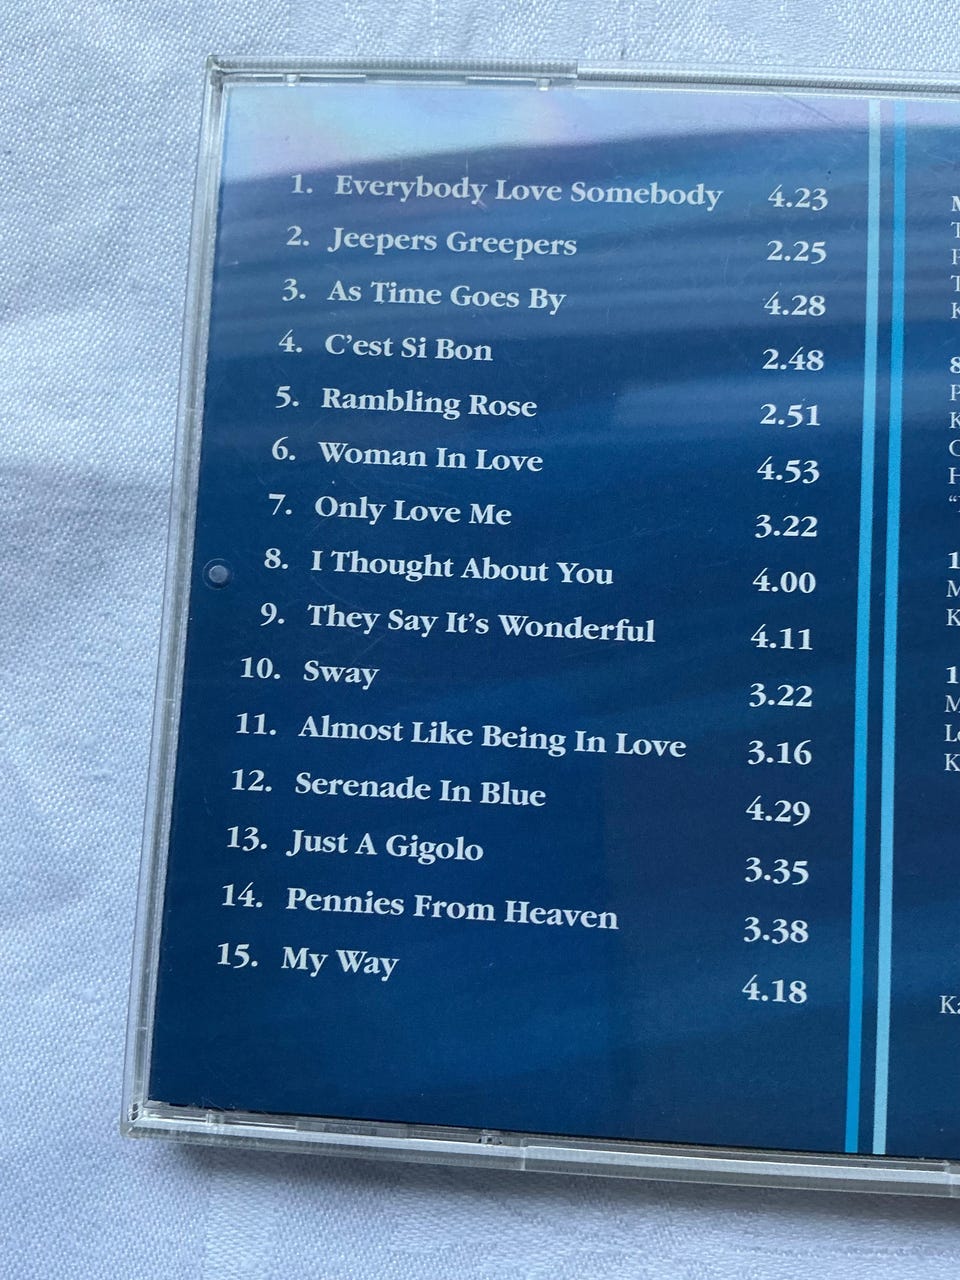 1. Everybody Love Somebody 4.23
2. Jeepers Greepers 2.25
3. As Time Goes By 4.28
4. C'est Si Bon 2.48
5. Rambling Rose 2.51
6. Woman In Love 4.53
7. Only Love Me 3.22
8. I Thought About You 4.00
9. They Say It's Wonderful 4.11
10. Sway 3.22
11. Almost Like Being In Love 3.16
12. Serenade In Blue 4.29
13. Just A Gigolo 3.35
14. Pennies From Heaven 3.38
15. My Way 4.18